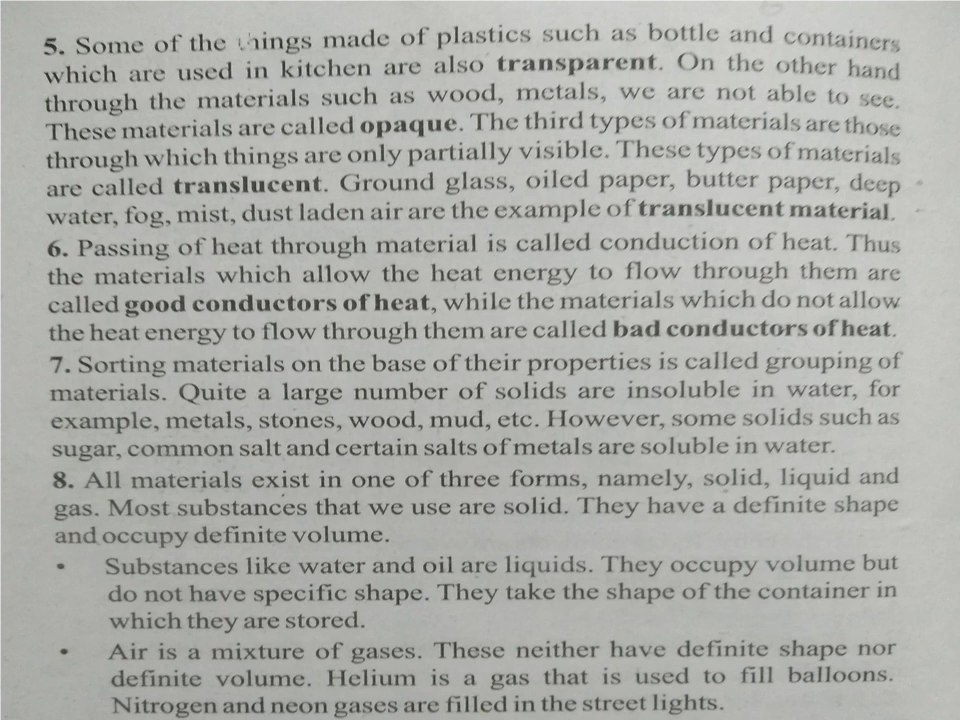 5. Some of the things made of plastics such as bottle and containers
which are used in kitchen are also transparent. On the other hand
through the materials such as wood, metals, we are not able to see.
These materials are called opaque. The third types of materials are those
through which things are only partially visible. These types of materials
are called translucent. Ground glass, oiled paper, butter paper, deep
water, fog, mist, dust laden air are the example of translucent material.
6. Passing of heat through material is called conduction of heat. Thus
the materials which allow the heat energy to flow through them are
called good conductors of heat, while the materials which do not allow
the heat energy to flow through them are called bad conductors of heat.
7. Sorting materials on the base of their properties is called grouping of
materials. Quite a large number of solids are insoluble in water, for
example, metals, stones, wood, mud, etc. However, some solids such as
sugar, common salt and certain salts of metals are soluble in water.
8. All materials exist in one of three forms, namely, solid, liquid and
gas. Most substances that we use are solid. They have a definite shape
and occupy definite volume.
• Substances like water and oil are liquids. They occupy volume but
do not have specific shape. They take the shape of the container in
which they are stored.
• Air is a mixture of gases. These neither have definite shape nor
definite volume. Helium is a gas that is used to fill balloons.
Nitrogen and neon gases are filled in the street lights.